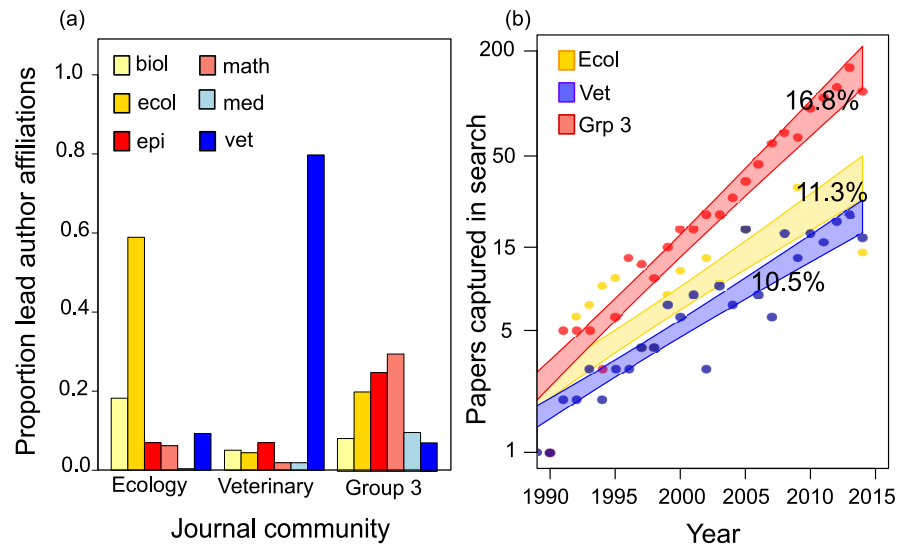 (a)
biol
ecol
epi
math
med
vet
1.0
0.8
0.6
0.4
0.2
0.0
Proportion lead author affiliations
Ecology
Veterinary
Group 3
Journal community
(b)
Ecol
Vet
Grp 3
200
50
15
5
1
Papers captured in search
16.8%
11.3%
10.5%
1990
1995
2000
2005
2010
2015
Year